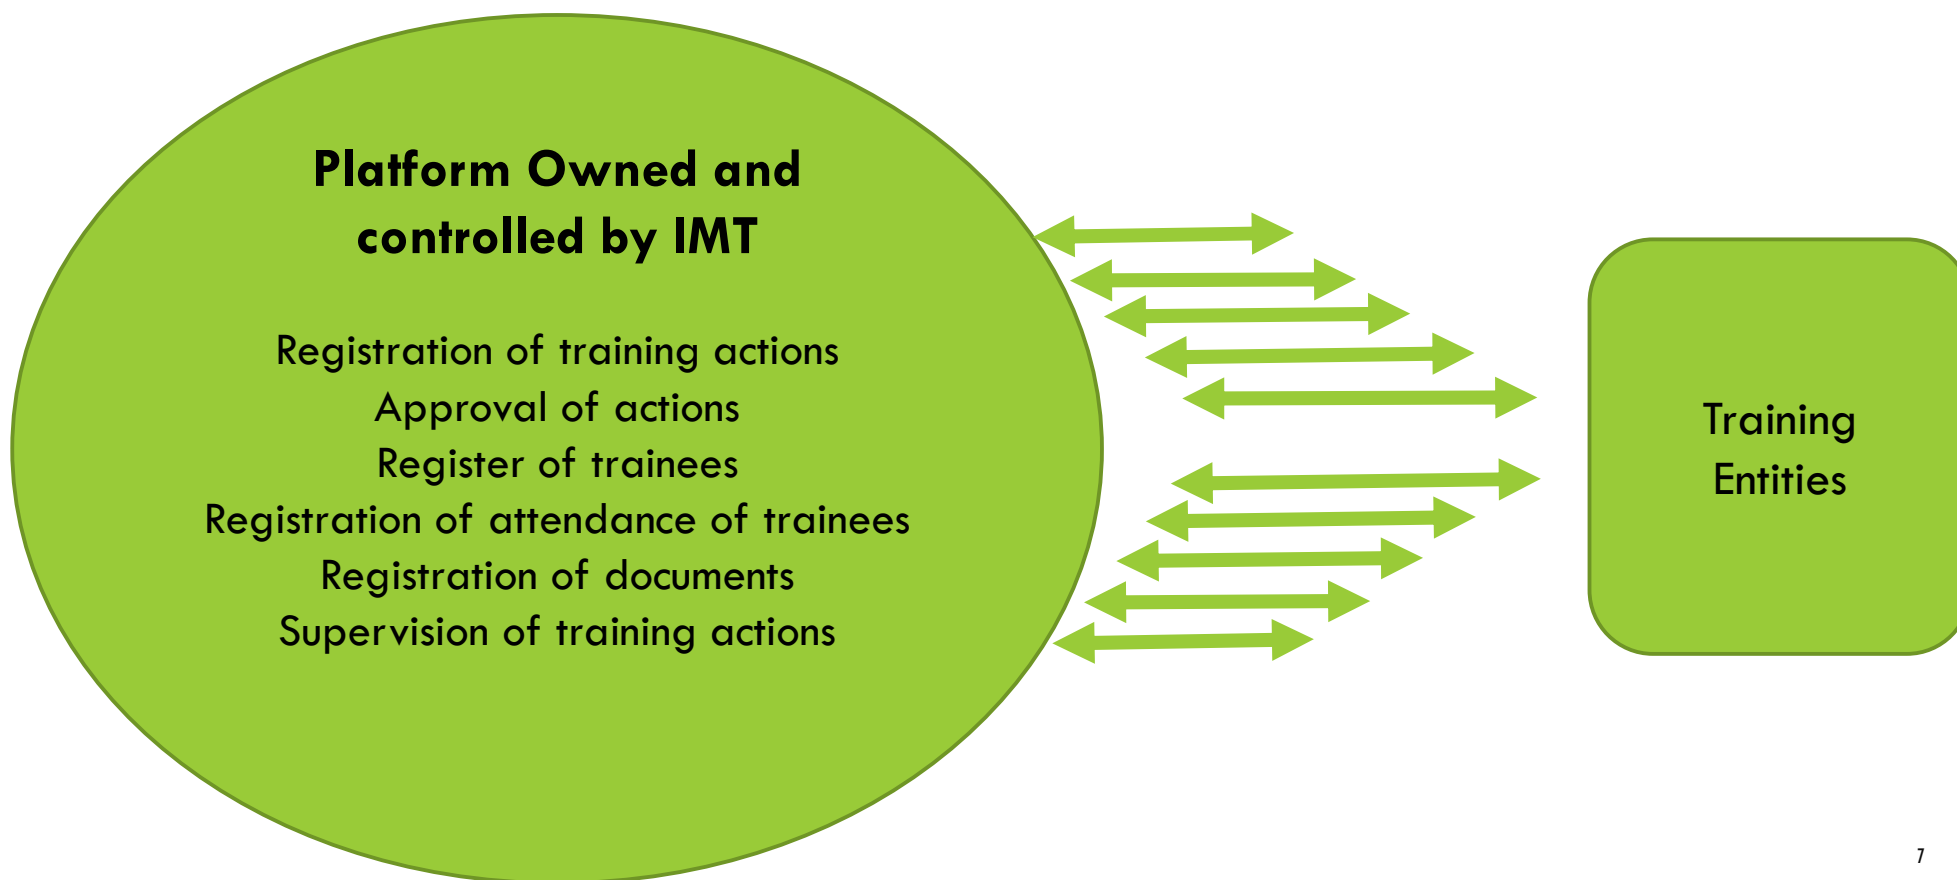 Platform Owned and
controlled by IMT
Registration of training actions
Approval of actions
Register of trainees
Registration of attendance of trainees
Registration of documents
Supervision of training actions
Training
Entities
7